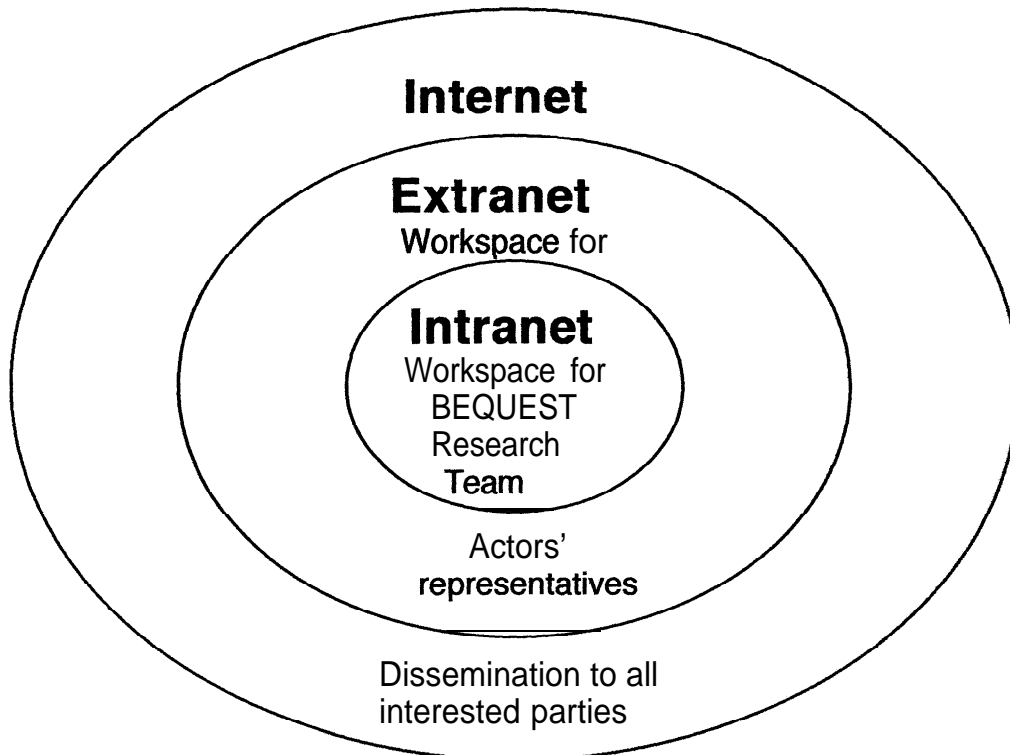 Internet
Extranet
Workspace for
Intranet
Workspace for
BEQUEST
Research
Team
Actors’
representatives
Dissemination to all
interested parties